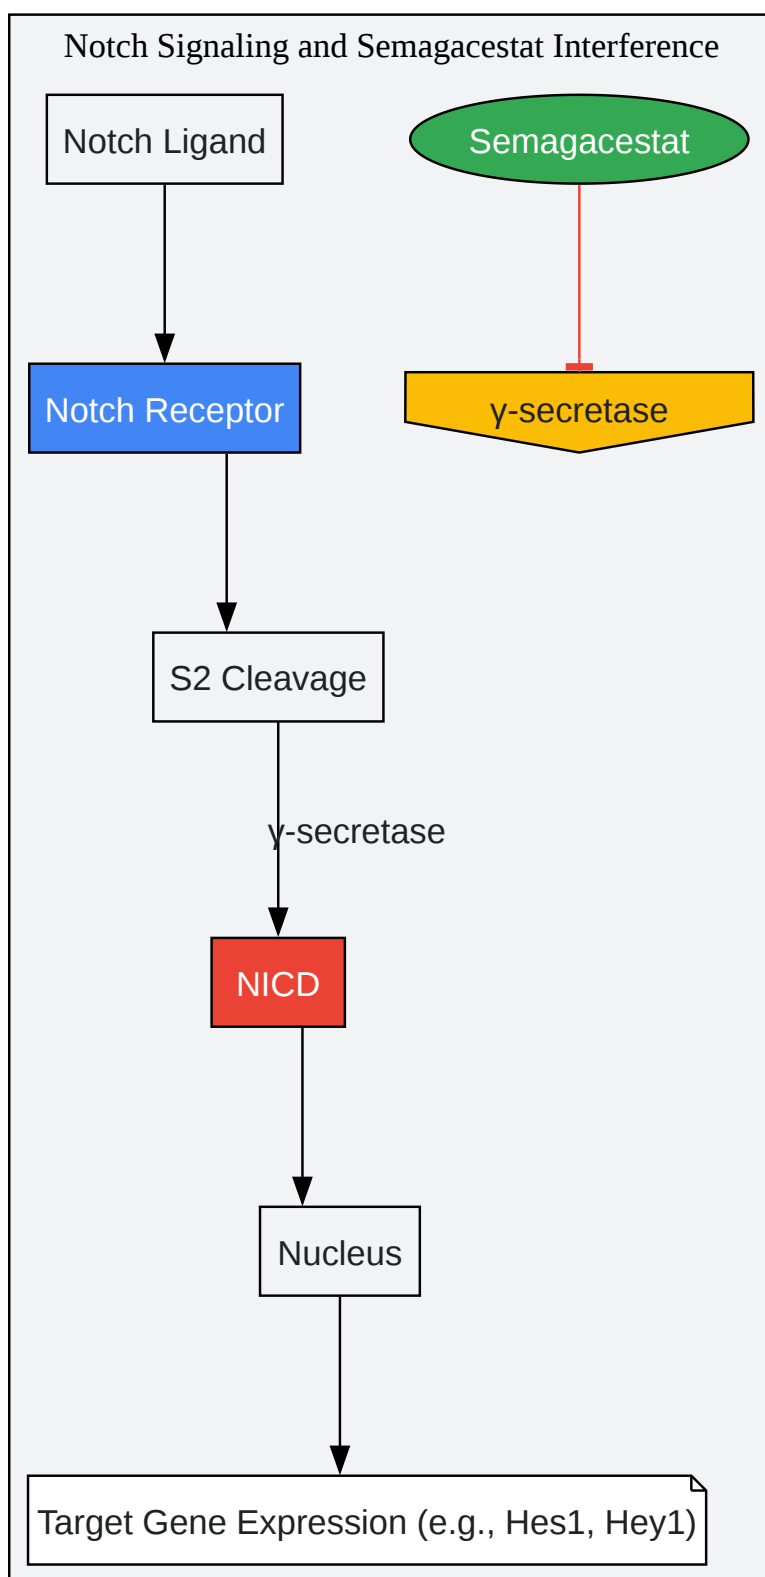 Notch Signaling and Semagacestat Interference
Notch Ligand
Semagacestat
Notch Receptor
γ-secretase
S2 Cleavage
γ-secretase
NICD
Nucleus
Target Gene Expression (e.g., Hes1, Hey1)